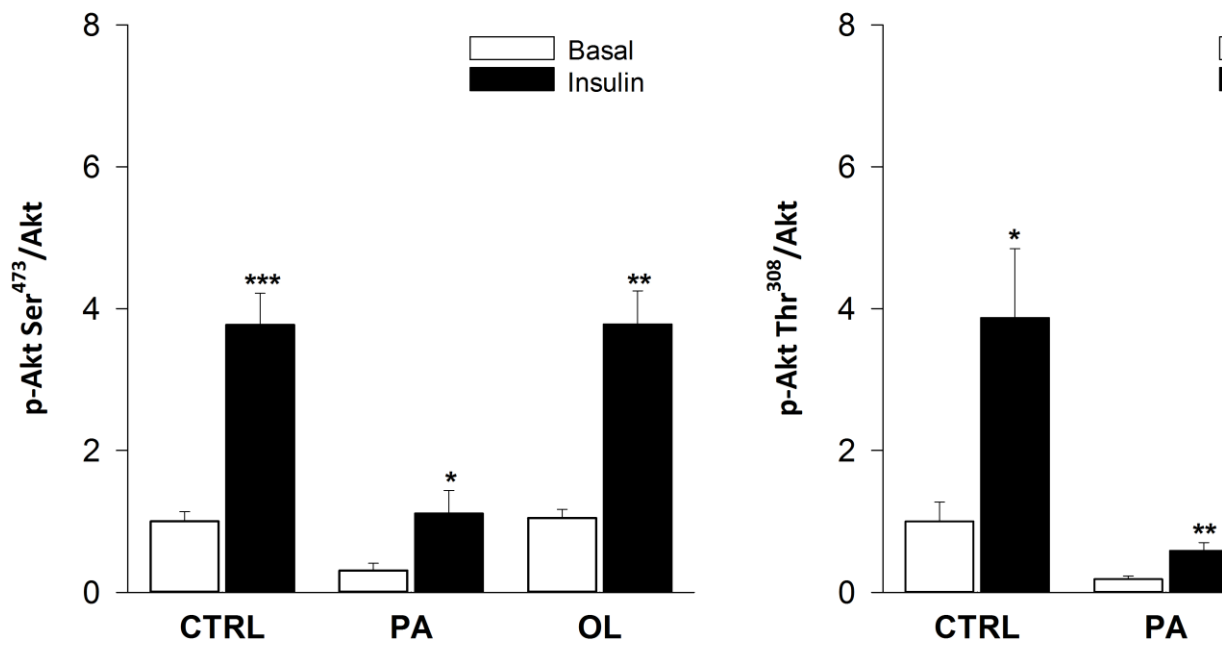 8
6
4
2
0
p-Akt Ser473/Akt
Basal
Insulin
***
*
**
CTRL PA OL
8
6
4
2
0
p-Akt Thr308/Akt
*
**
CTRL PA